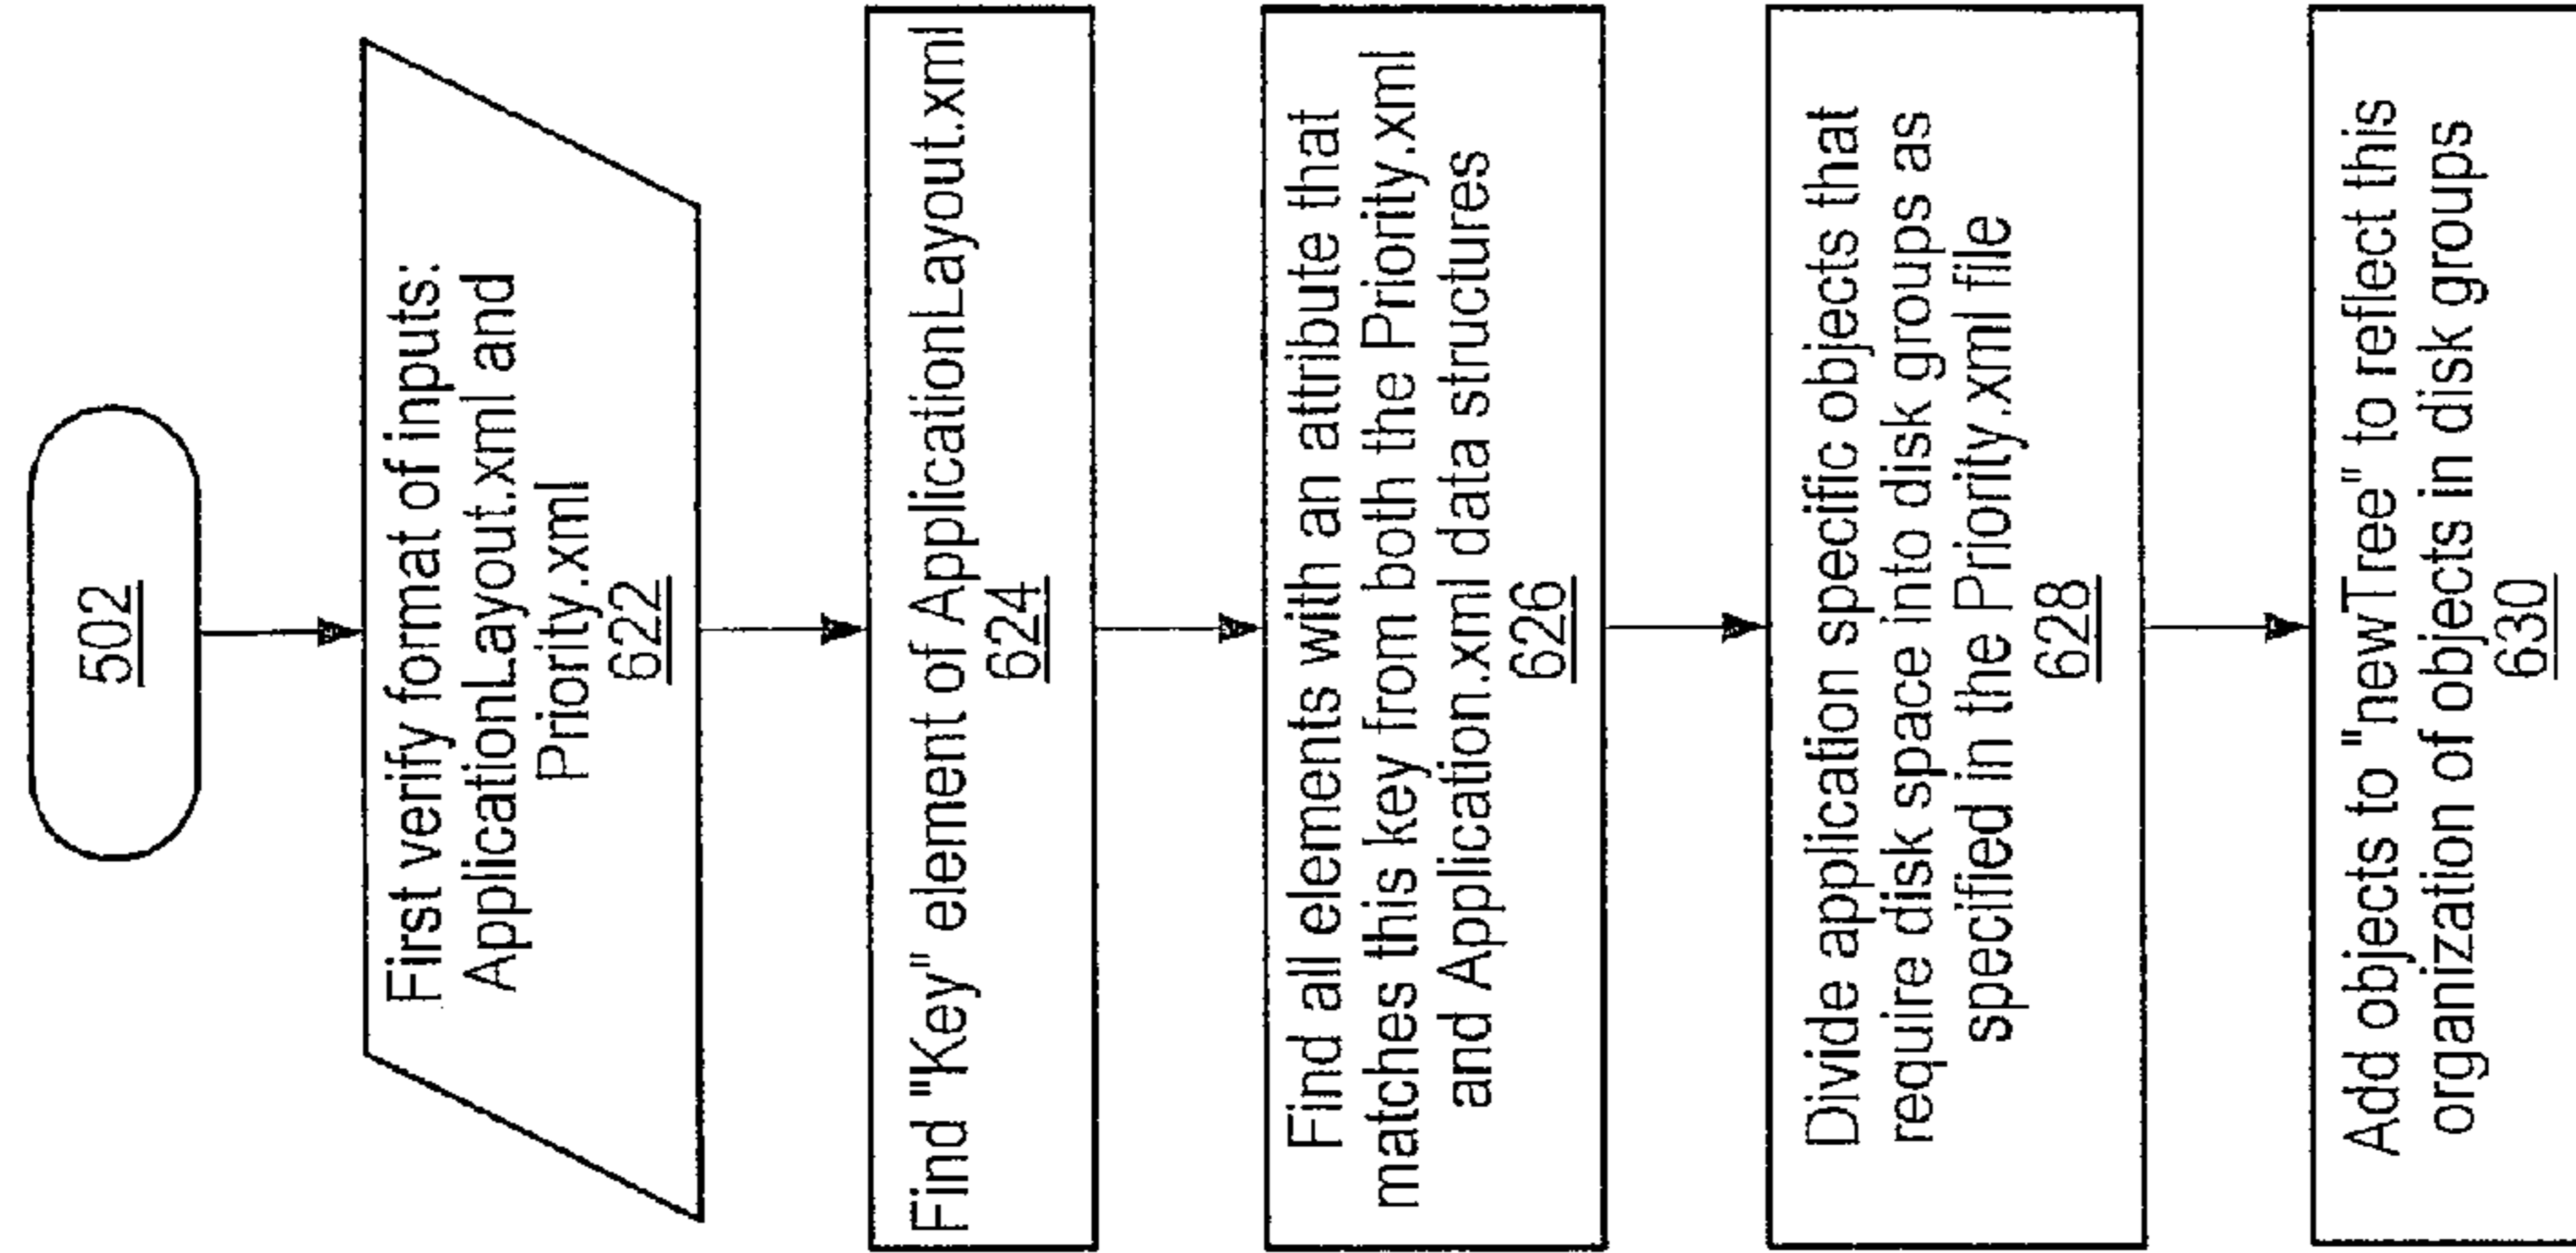 502
First verify format of inputs:
ApplicationLayout.xml and
Priority.xml
622
Find "Key" element of ApplicationLayout.xml
624
Find all elements with an attribute that
matches this key from both the Priority.xml
and Application.xml data structures
626
Divide application specific objects that
require disk space into disk groups as
specified in the Priority.xml file
628
Add objects to "newTree" to reflect this
organization of objects in disk groups
630